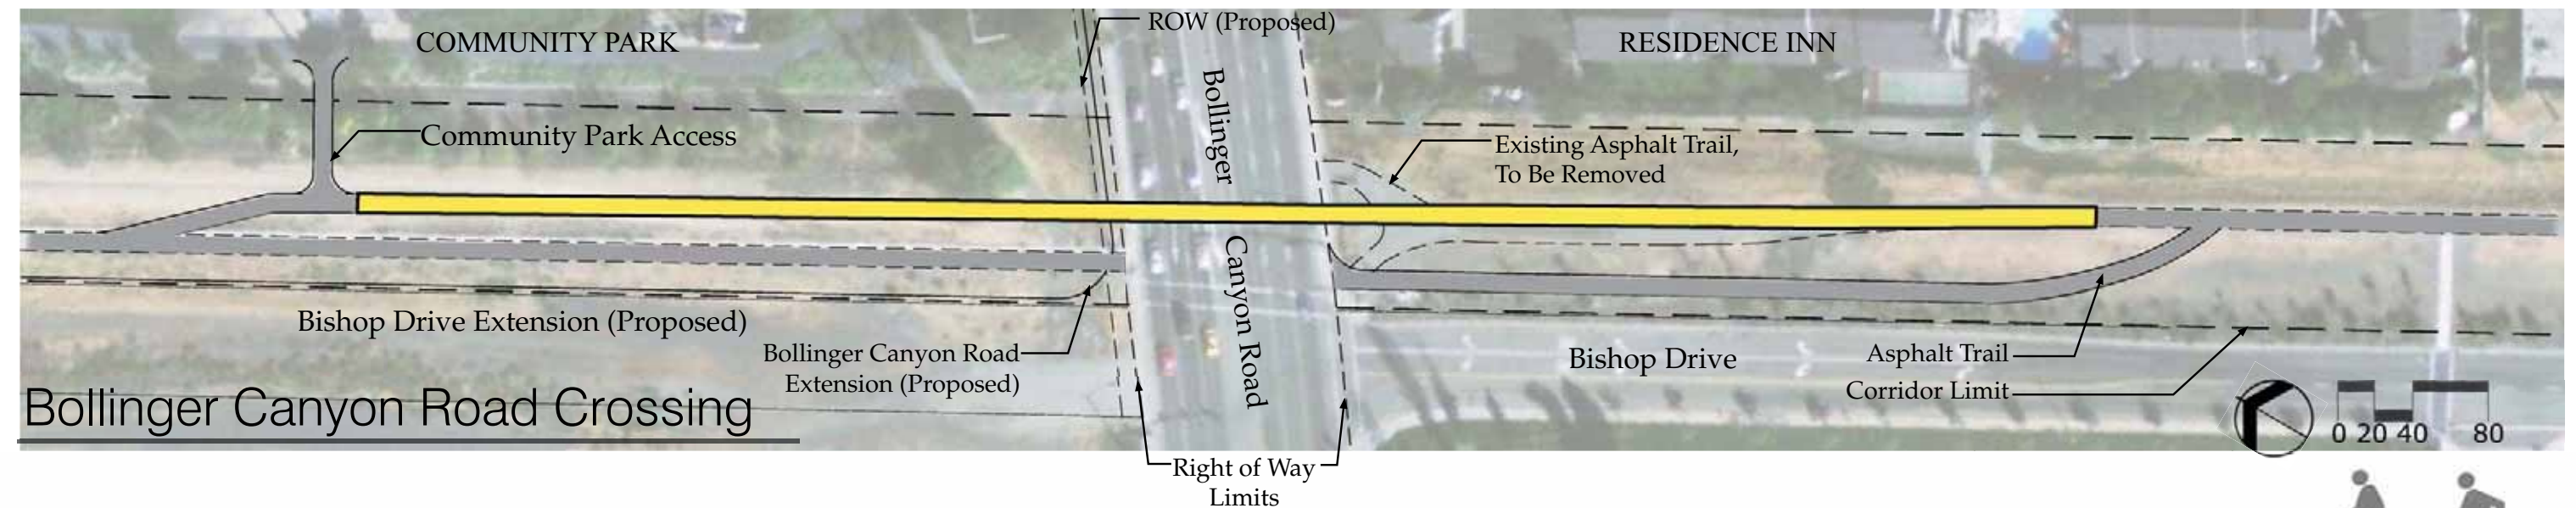 ROW (Proposed)
COMMUNITY PARK
RESIDENCE INN
Community Park Access
Bollinger
Canyon Road
Existing Asphalt Trail,
To Be Removed
Bishop Drive Extension (Proposed)
Bollinger Canyon Road
Extension (Proposed)
Bishop Drive
Asphalt Trail
Corridor Limit
Bollinger Canyon Road Crossing
0 20 40 80
Right of Way
Limits